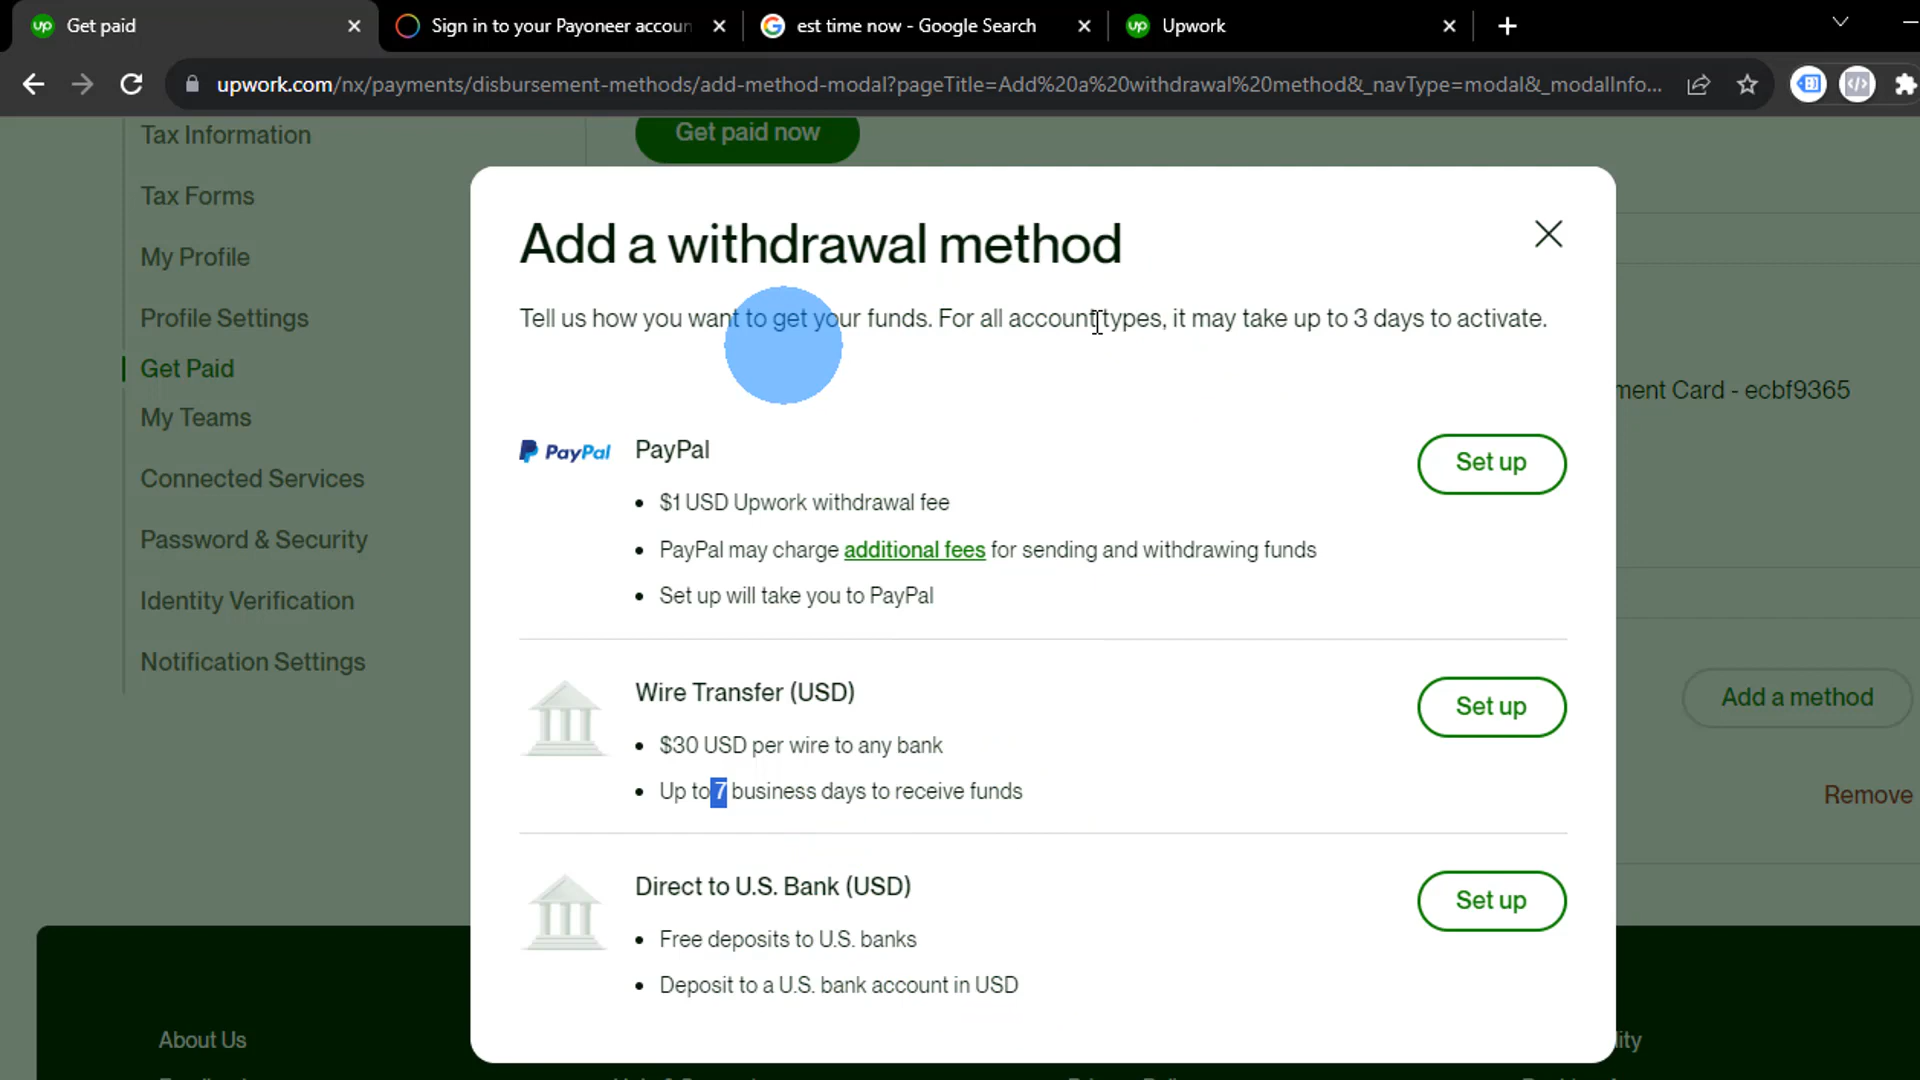 Get paid
Sign in to your Payoneer accoun
est time now - Google Search
Upwork
upwork.com/nx/payments/disbursement-methods/add-method-modal?pageTitle=Add%20a%20withdrawal%20method&_navType=modal&_modalInfo...
Tax Information
Tax Forms
My Profile
Profile Settings
Get Paid
My Teams
Connected Services
Password & Security
Identity Verification
Notification Settings
Get paid now
Add a withdrawal method
Tell us how you want to get your funds. For all account types, it may take up to 3 days to activate.
PayPal
PayPal
Set up
• $1 USD Upwork withdrawal fee
• PayPal may charge additional fees for sending and withdrawing funds
• Set up will take you to PayPal
Wire Transfer (USD)
Set up
• $30 USD per wire to any bank
• Up to 7 business days to receive funds
Direct to U.S. Bank (USD)
Set up
• Free deposits to U.S. banks
• Deposit to a U.S. bank account in USD
ment Card - ecbf9365
Add a method
Remove
About Us
ility